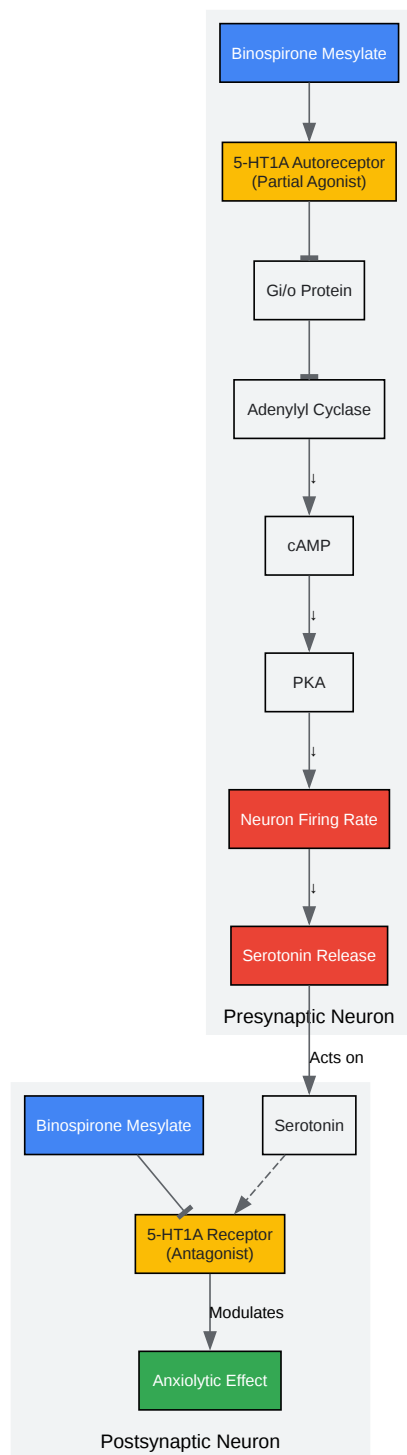 Binospirone Mesylate
5-HT1A Autoreceptor
(Partial Agonist)
Gi/o Protein
Adenylyl Cyclase
↓
cAMP
↓
PKA
↓
Neuron Firing Rate
↓
Serotonin Release
Presynaptic Neuron
Acts on
Binospirone Mesylate
Serotonin
5-HT1A Receptor
(Antagonist)
Modulates
Anxiolytic Effect
Postsynaptic Neuron